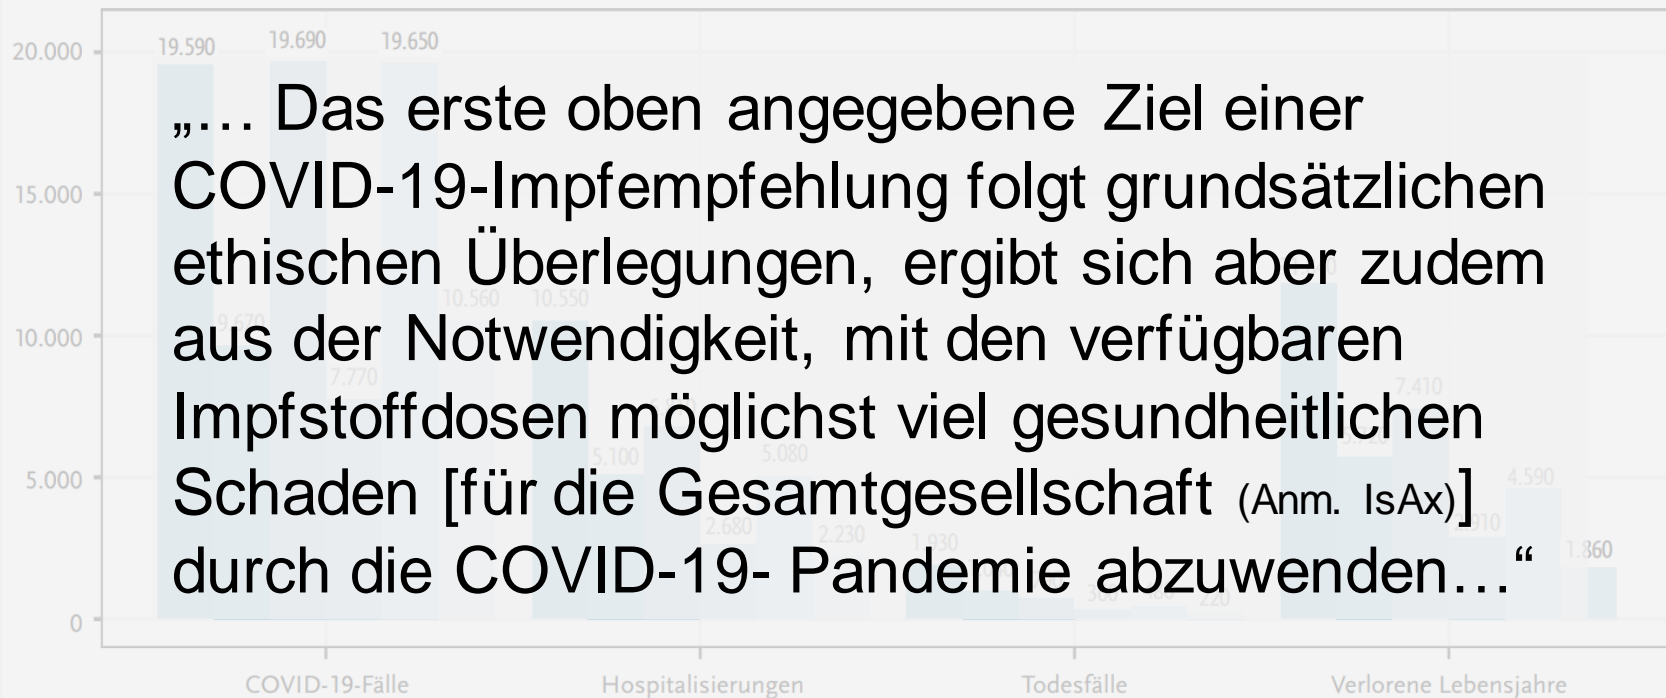 20.000
19.590
19.690
19.650
„… Das erste oben angegebene Ziel einer
15.000
COVID-19-Impfempfehlung folgt grundsätzlichen
ethischen Überlegungen, ergibt sich aber zudem
10.560
10.550
9.670
10.000
aus der Notwendigkeit, mit den verfügbaren
7.770
7.410
Impfstoffdosen möglichst viel gesundheitlichen
5.100
5.080
5.000
Schaden [für die Gesamtgesellschaft (Anm. IsAx)]
4.590
2.680
2.230
1.930
1.860
durch die COVID-19- Pandemie abzuwenden…“
220
0
COVID-19-Fälle
Hospitalisierungen
Todesfälle
Verlorene Lebensjahre